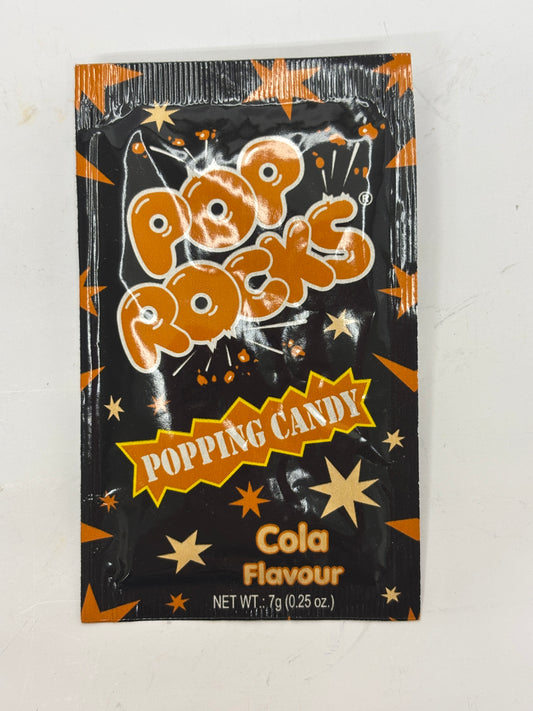 POP
ROCKS®
POPPING CANDY
Cola
Flavour
NET WT.: 7g (0.25 oz.)